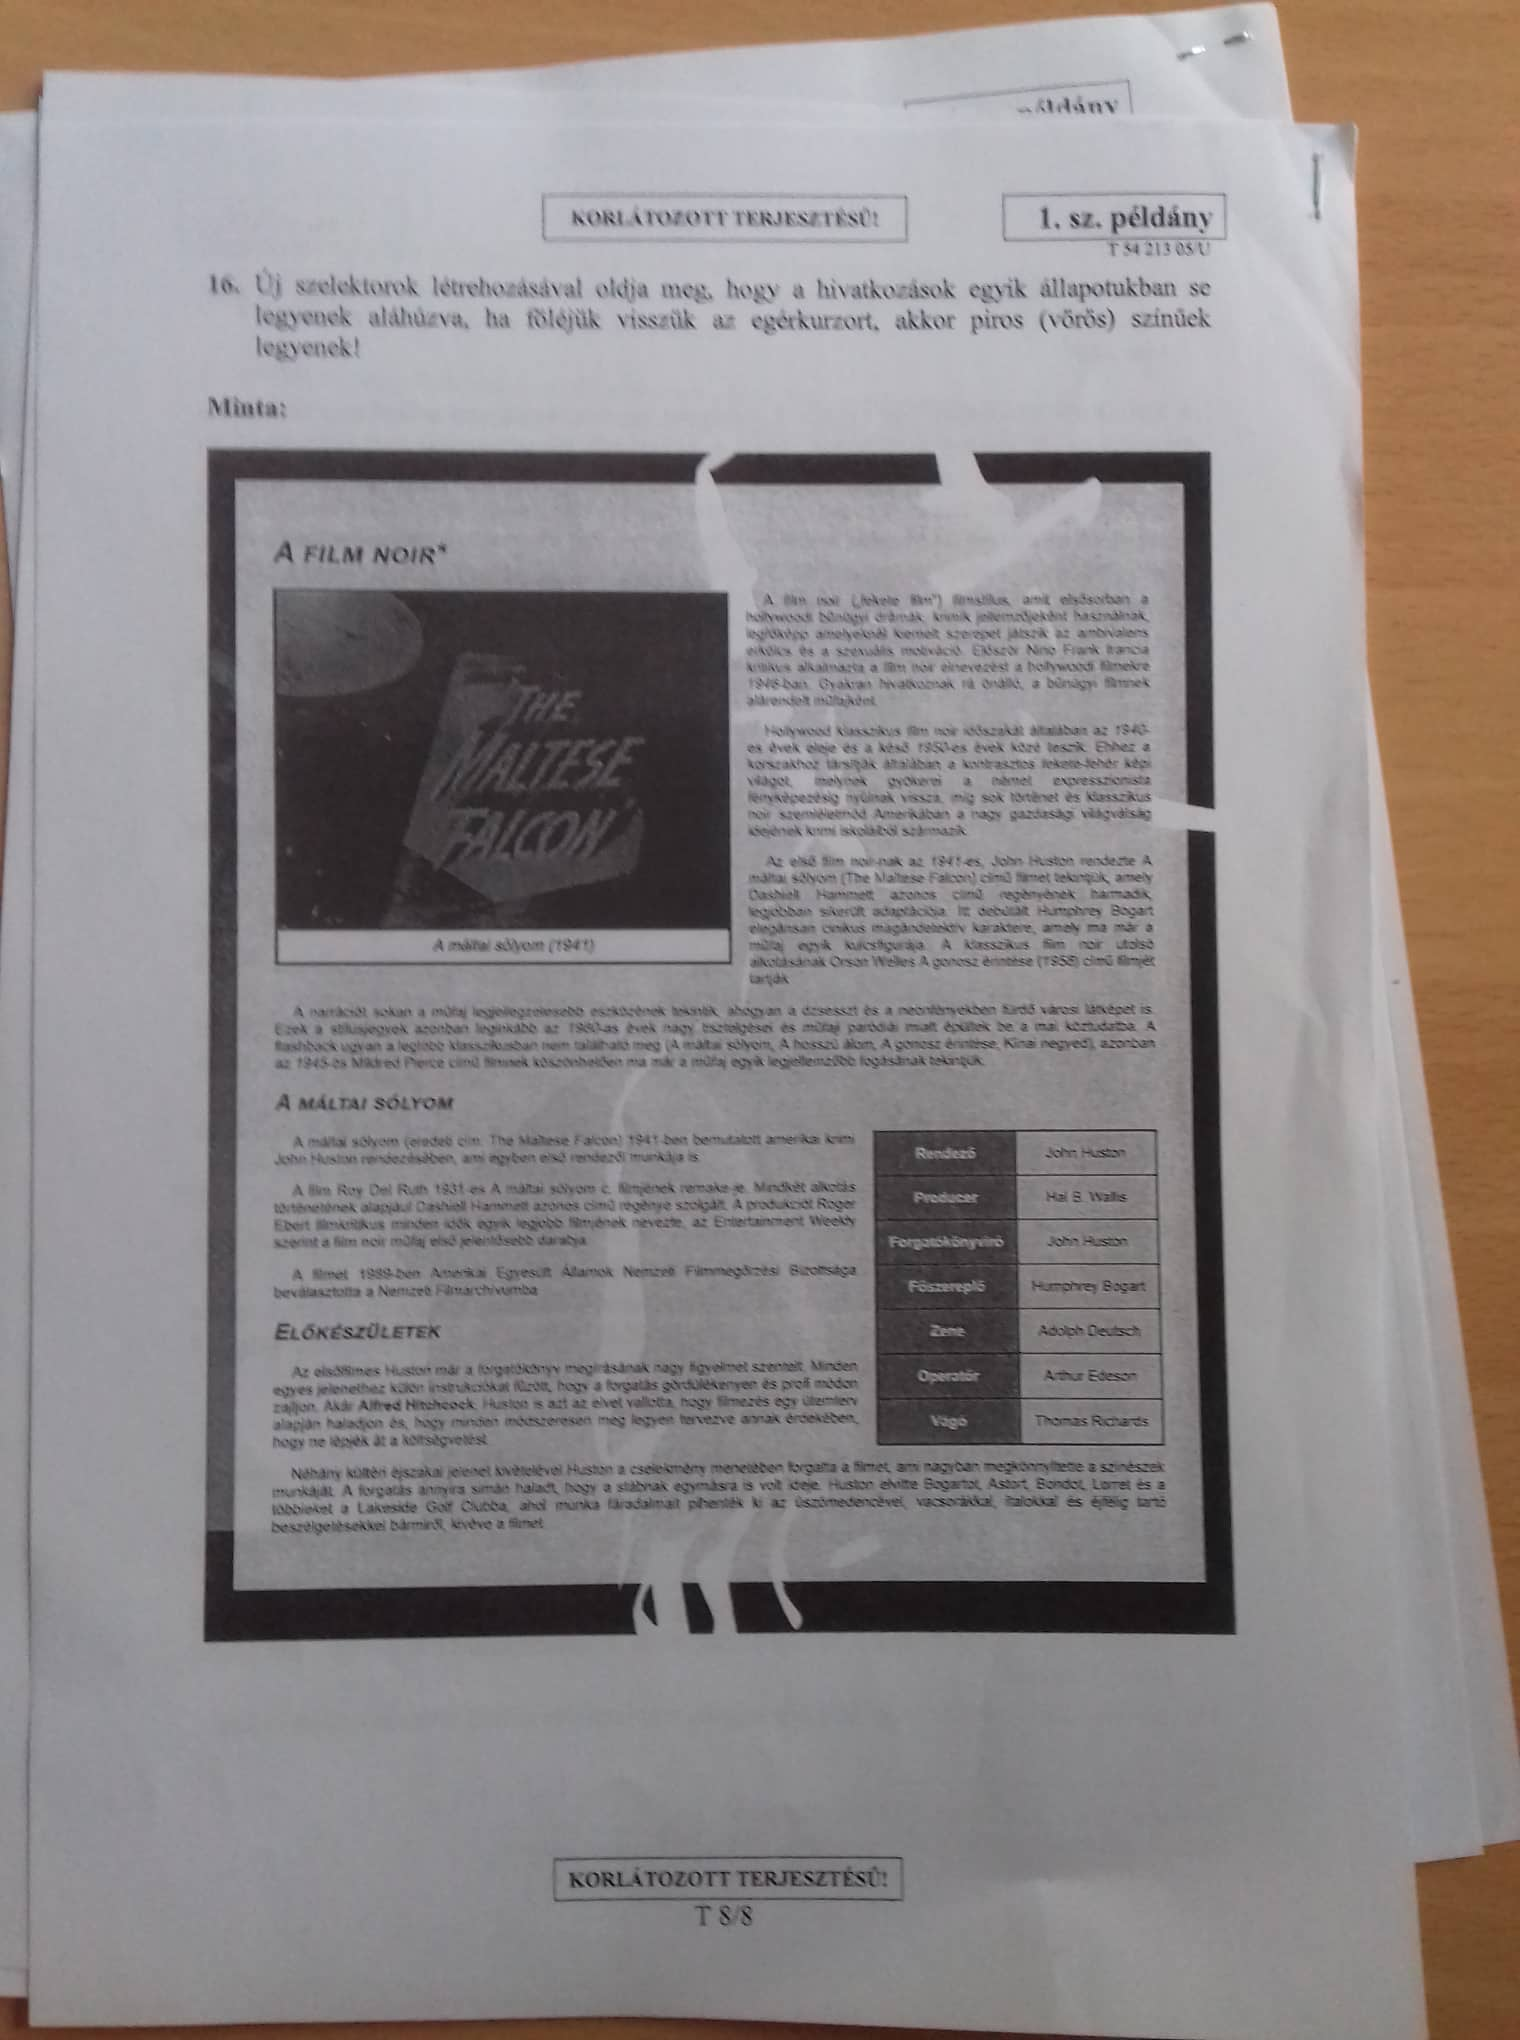 példány
KORLÁTOZOTT TERJESZTÉSŰ!
1. sz. példány
T 54 213 05/U
16. Új szelektorok létrehozásával oldja meg, hogy a hivatkozások egyik állapotukban se
legyenek aláhúzva, ha föléjük visszük az egérkurzort, akkor piros (vörös) színűek
legyenek!
Minta:
A FILM NOIR*
THE
MALTESE
FALCON
A máltai sólyom (1941)
A film noir („fekete film") filmstílus, amit elsősorban a
hollywoodi bűnügyi drámák, krimik jellemzőjeként használnak,
legfőképp amelyeknél kiemelt szerepet játszik az ambivalens
erkölcs és a szexuális motiváció. Először Nino Frank francia
kritikus alkalmazta a film noir elnevezést a hollywoodi filmekre
1946-ban. Gyakran hivatkoznak rá önálló, a bűnügyi filmnek
alárendelt műfajként.
Hollywood klasszikus film noir időszakát általában az 1940-
es évek eleje és a késő 1950-es évek közé teszik. Ehhez a
korszakhoz társítják általában a kontrasztos fekete-fehér képi
világot, melynek gyökerei a német expresszionista
fényképezésig nyúlnak vissza, míg sok történet és klasszikus
noir szemléletmód Amerikában a nagy gazdasági világválság
idejének krimi iskoláiból származik.
Az első film noir-nak az 1941-es, John Huston rendezte A
máltai sólyom (The Maltese Falcon) című filmet tekintjük, amely
Dashiell Hammett azonos című regényének harmadik,
legjobban sikerült adaptációja. Itt debütált Humphrey Bogart
elegánsan cinikus magándetektív karaktere, amely ma már a
műfaj egyik kulcsfigurája. A klasszikus film noir utolsó
alkotásának Orson Welles A gonosz érintése (1958) című filmjét
tartják.
A narrációt sokan a műfaj legjellegzetesebb eszközének tekintik, ahogyan a dzsesszt és a neonfényekben fürdő városi látképet is.
Ezek a stílusjegyek azonban leginkább az 1980-as évek nagy tisztelgései és műfaji paródiái miatt épültek be a mai köztudatba. A
flashback ugyan a legtöbb klasszikusban nem található meg (A máltai sólyom, A hosszú álom, A gonosz érintése, Kínai negyed), azonban
az 1945-ös Mildred Pierce című filmnek köszönhetően ma már a műfaj egyik legjellemzőbb fogásának tekintjük.
A MÁLTAI SÓLYOM
A máltai sólyom (eredeti cím: The Maltese Falcon) 1941-ben bemutatott amerikai krimi
John Huston rendezésében, ami egyben első rendezői munkája is.
A film Roy Del Ruth 1931-es A máltai sólyom c. filmjének remake-je. Mindkét alkotás
történetének alapjául Dashiell Hammett azonos című regénye szolgált. A produkciót Roger
Ebert filmkritikus minden idők egyik legjobb filmjének nevezte, az Entertainment Weekly
szerint a film noir műfaj első jelentősebb darabja.
A filmet 1989-ben Amerikai Egyesült Államok Nemzeti Filmmegőrzési Bizottsága
beválasztotta a Nemzeti Filmarchívumba.
Rendező John Huston
Producer Hal B. Wallis
Forgatókönyvíró John Huston
Főszereplő Humphrey Bogart
Zene Adolph Deutsch
Operatőr Arthur Edeson
Vágó Thomas Richards
ELŐKÉSZÜLETEK
Az elsőfilmes Huston már a forgatókönyv megírásának nagy figyelmet szentelt. Minden
egyes jelenethez külön instrukciókat fűzött, hogy a forgatás gördülékenyen és profi módon
zajljon. Akár Alfred Hitchcock, Huston is azt az elvet vallotta, hogy filmezés egy ütemterv
alapján haladjon és, hogy minden módszeresen meg legyen tervezve annak érdekében,
hogy ne lépjék át a költségvetést.
Néhány kültéri éjszakai jelenet kivételével Huston a cselekmény menetében forgatta a filmet, ami nagyban megkönnyítette a színészek
munkáját. A forgatás annyira simán haladt, hogy a stábnak egymásra is volt ideje. Huston elvitte Bogartot, Astort, Bondot, Lorret és a
többieket a Lakeside Golf Clubba, ahol munka fáradalmait pihenték ki az úszómedencével, vacsorákkal, italokkal és éjfélig tartó
beszélgetésekkel bármiről, kivéve a filmet.
KORLÁTOZOTT TERJESZTÉSŰ!
T 8/8